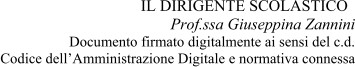 IL DIRIGENTE SCOLASTICO
Prof.ssa Giuseppina Zannini
Documento firmato digitalmente ai sensi del c.d.
Codice dell’Amministrazione Digitale e normativa connessa